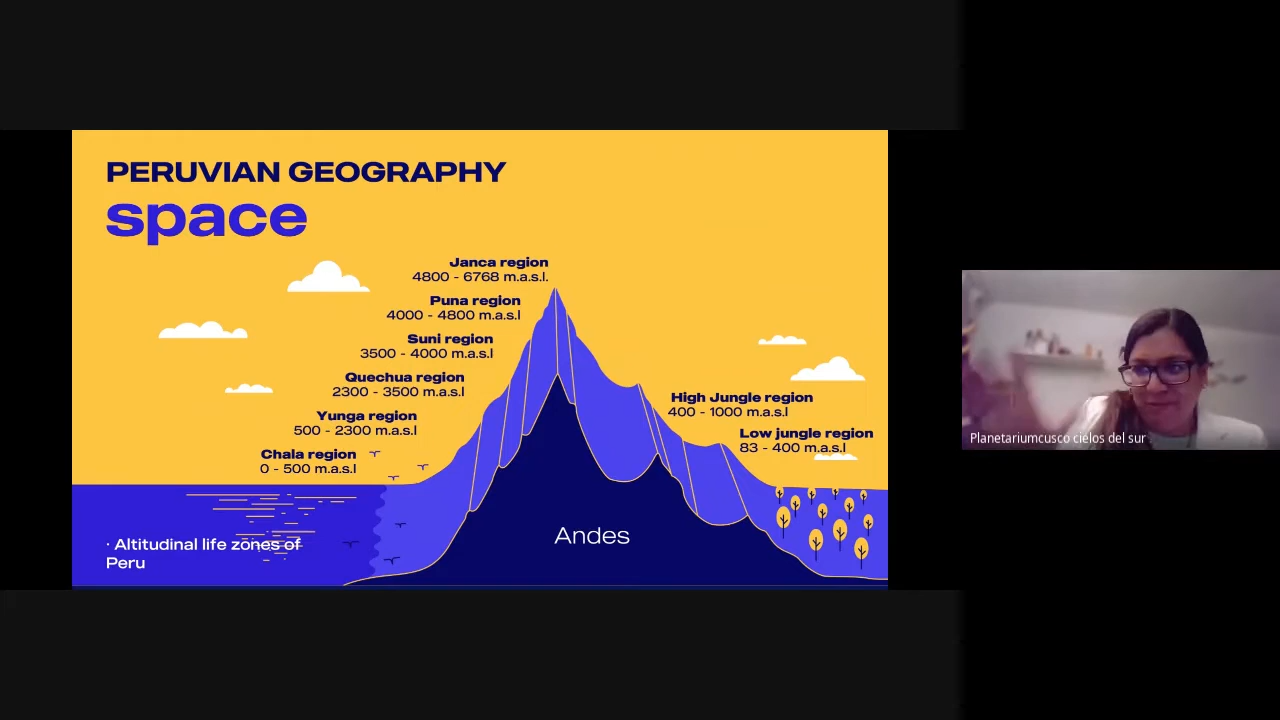 PERUVIAN GEOGRAPHY
space
Janca region
4800 - 6768 m.a.s.l.
Puna region
4000 - 4800 m.a.s.l
Suni region
3500 - 4000 m.a.s.l
Quechua region
2300 - 3500 m.a.s.l
Yunga region
500 - 2300 m.a.s.l
Chala region
0 - 500 m.a.s.l
High Jungle region
400 - 1000 m.a.s.l
Low jungle region
83 - 400 m.a.s.l
Andes
· Altitudinal life zones of
Peru
Planetariumcusco cielos del sur